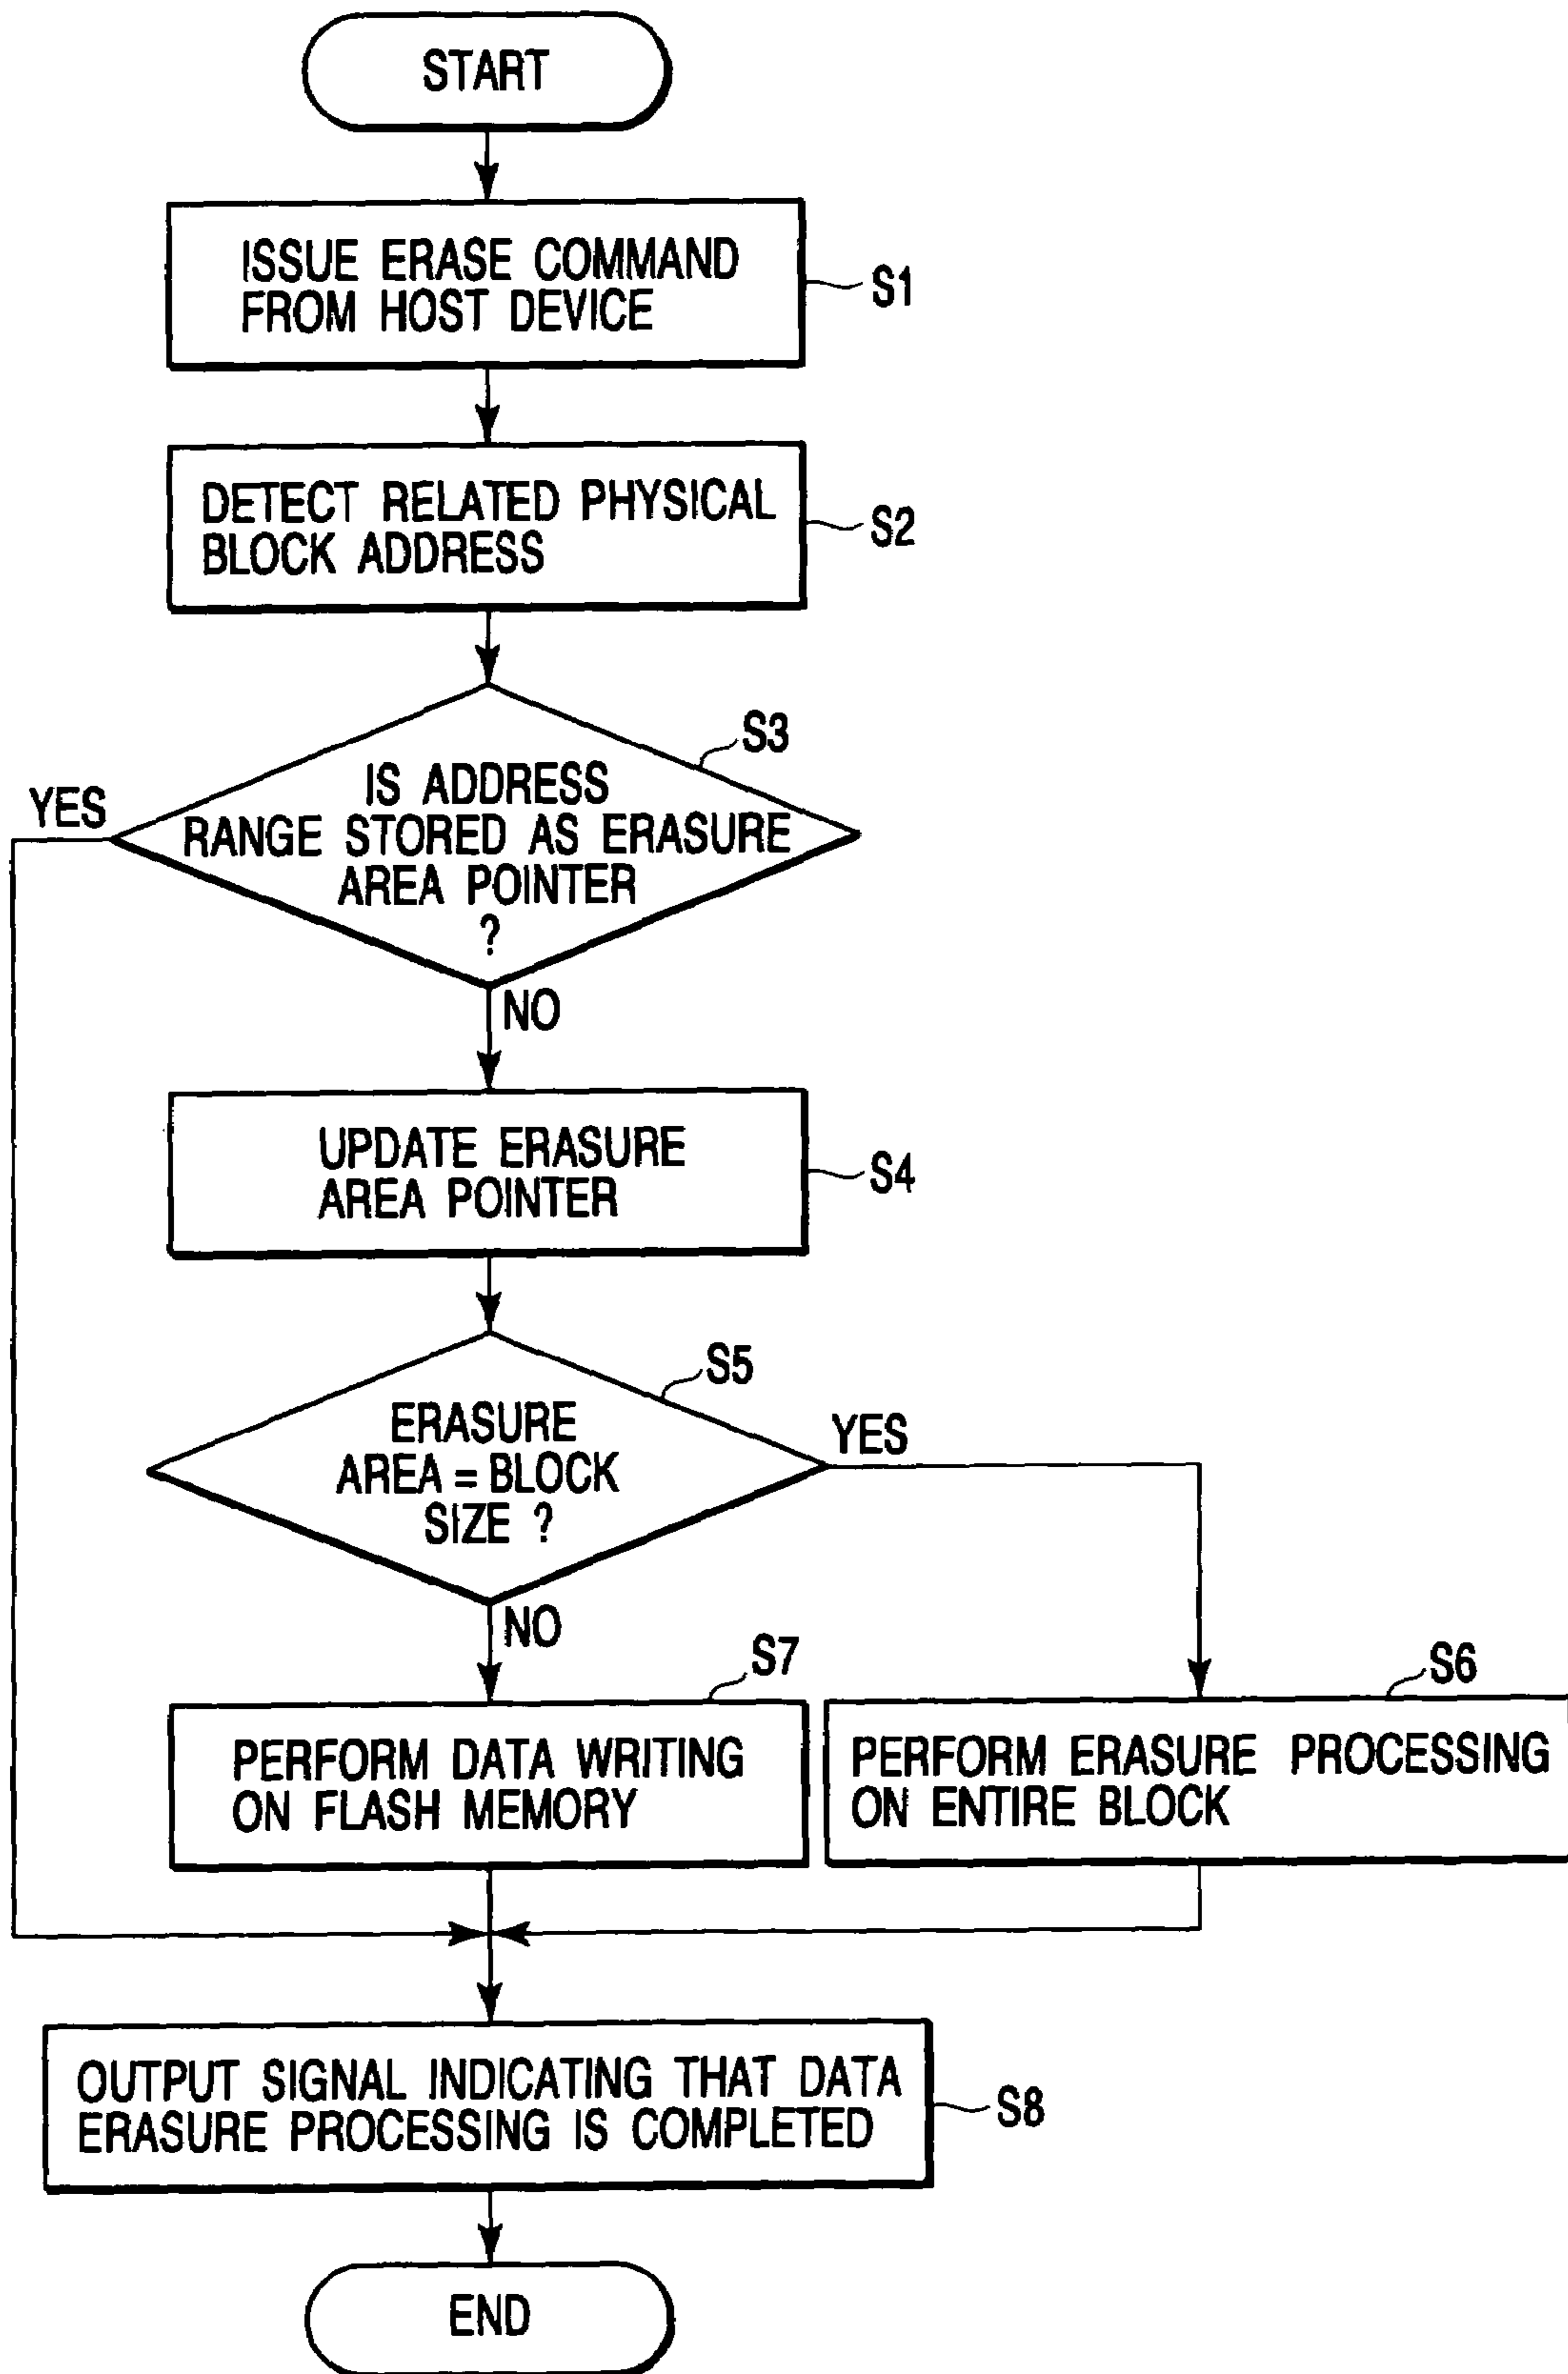 START
ISSUE ERASE COMMAND
FROM HOST DEVICE
S1
DETECT RELATED PHYSICAL
BLOCK ADDRESS
S2
S3
IS ADDRESS
RANGE STORED AS ERASURE
AREA POINTER
?
YES
NO
UPDATE ERASURE
AREA POINTER
S4
S5
ERASURE
AREA = BLOCK
SIZE ?
YES
NO
S7
PERFORM DATA WRITING
ON FLASH MEMORY
S6
PERFORM ERASURE PROCESSING
ON ENTIRE BLOCK
OUTPUT SIGNAL INDICATING THAT DATA
ERASURE PROCESSING IS COMPLETED
S8
END